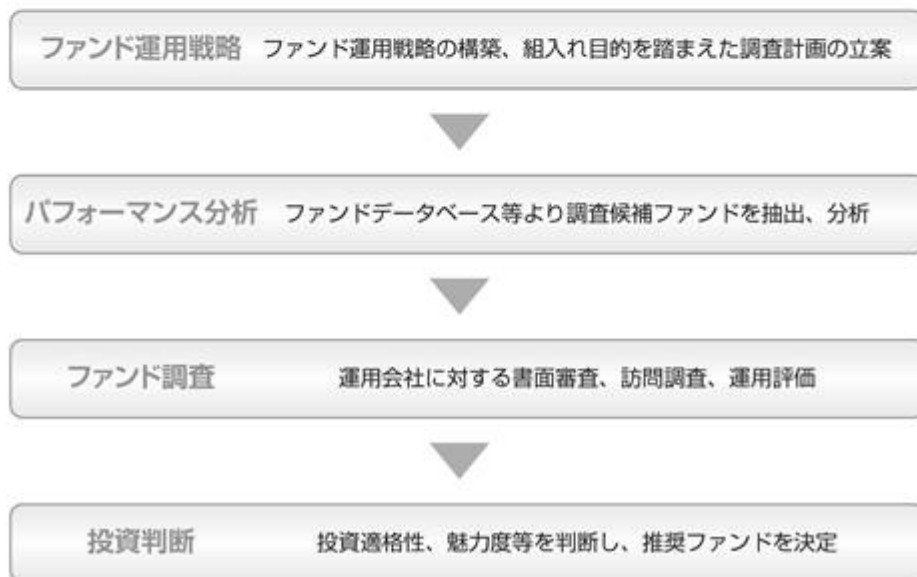 ファンド運用戦略 ファンド運用戦略の構築、組入れ目的を踏まえた調査計画の立案
パフォーマンス分析 ファンドデータベース等より調査候補ファンドを抽出、分析
ファンド調査 運用会社に対する書面審査、訪問調査、運用評価
投資判断 投資適格性、魅力度等を判断し、推奨ファンドを決定